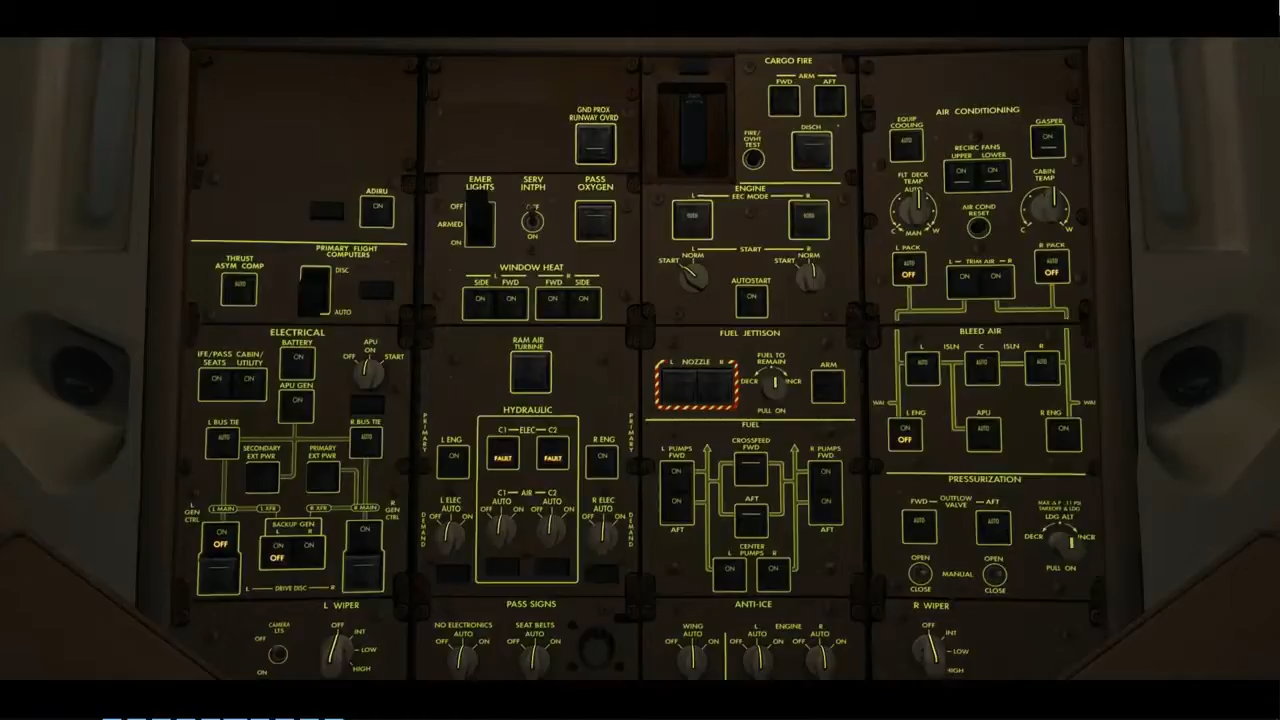 CARGO FIRE
ARM
FWD AFT
GND PROX
RUNWAY OVRD
FIRE/
OVHT
TEST
DISCH
AIR CONDITIONING
EQUIP
COOLING
AUTO
GASPER
ON
RECIRC FANS
UPPER LOWER
ON ON
FLT DECK
TEMP
AUTO
C MAN W
CABIN
TEMP
C W
AIR COND
RESET
L PACK
AUTO
OFF
L TRIM AIR R
ON ON
R PACK
AUTO
OFF
ADIRU
ON
EMER
LIGHTS
OFF
ARMED
ON
SERV
INTPH
OFF
ON
PASS
OXYGEN
ENGINE
L EEC MODE R
L START R
START NORM
START NORM
AUTOSTART
ON
THRUST
ASYM COMP
AUTO
PRIMARY FLIGHT
COMPUTERS
DISC
AUTO
WINDOW HEAT
L R
SIDE FWD FWD SIDE
ON ON ON ON
ELECTRICAL
BATTERY
ON
IFE/PASS CABIN/
SEATS UTILITY
ON ON
APU
OFF ON START
APU GEN
ON
L BUS TIE
AUTO
R BUS TIE
AUTO
SECONDARY
EXT PWR
PRIMARY
EXT PWR
L MAIN L XFR R XFR R MAIN
L
GEN
CTRL
ON
OFF
BACKUP GEN
L R
ON ON
OFF
R
GEN
CTRL
ON
L DRIVE DISC R
RAM AIR
TURBINE
HYDRAULIC
PRIMARY
PRIMARY
L ENG
ON
C1 ELEC C2
FAULT FAULT
R ENG
ON
C1 AIR C2
L ELEC
AUTO
OFF ON
AUTO
OFF ON
AUTO
OFF ON
R ELEC
AUTO
OFF ON
DEMAND
DEMAND
FUEL JETTISON
L NOZZLE R
FUEL TO
REMAIN
DECR INCR
PULL ON
ARM
FUEL
L PUMPS
FWD
ON
ON
AFT
CROSSFEED
FWD
AFT
R PUMPS
FWD
ON
ON
AFT
CENTER
L PUMPS R
ON ON
BLEED AIR
L ISLN C ISLN R
AUTO AUTO AUTO
WAI WAI
L ENG
ON
OFF
APU
AUTO
R ENG
ON
PRESSURIZATION
FWD OUTFLOW
VALVE AFT
AUTO AUTO
LDG ALT
DECR INCR
PULL ON
OPEN OPEN
MANUAL
CLOSE CLOSE
L WIPER
CAMERA
LTS
OFF
ON
OFF
INT
LOW
HIGH
PASS SIGNS
NO ELECTRONICS
AUTO
OFF ON
SEAT BELTS
AUTO
OFF ON
ANTI-ICE
WING
AUTO
OFF ON
L ENGINE R
AUTO AUTO
OFF ON OFF ON
R WIPER
OFF
INT
LOW
HIGH